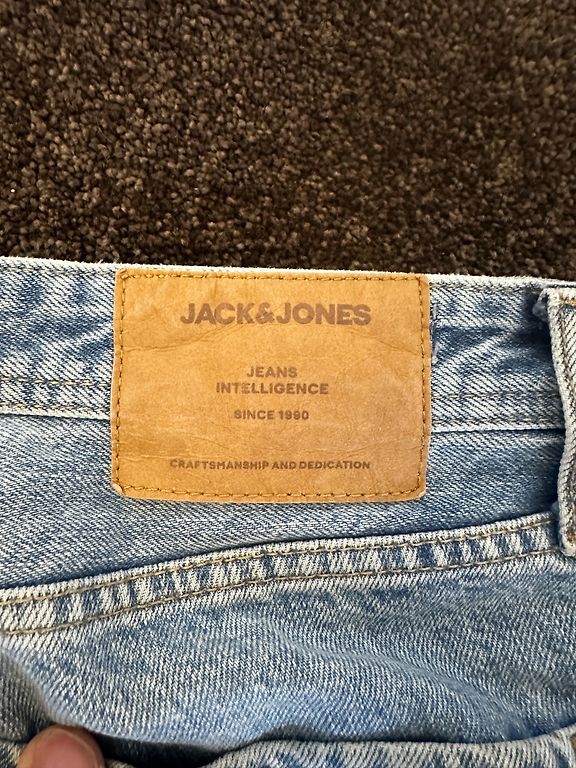 JACK&JONES
JEANS
INTELLIGENCE
SINCE 1990
CRAFTSMANSHIP AND DEDICATION